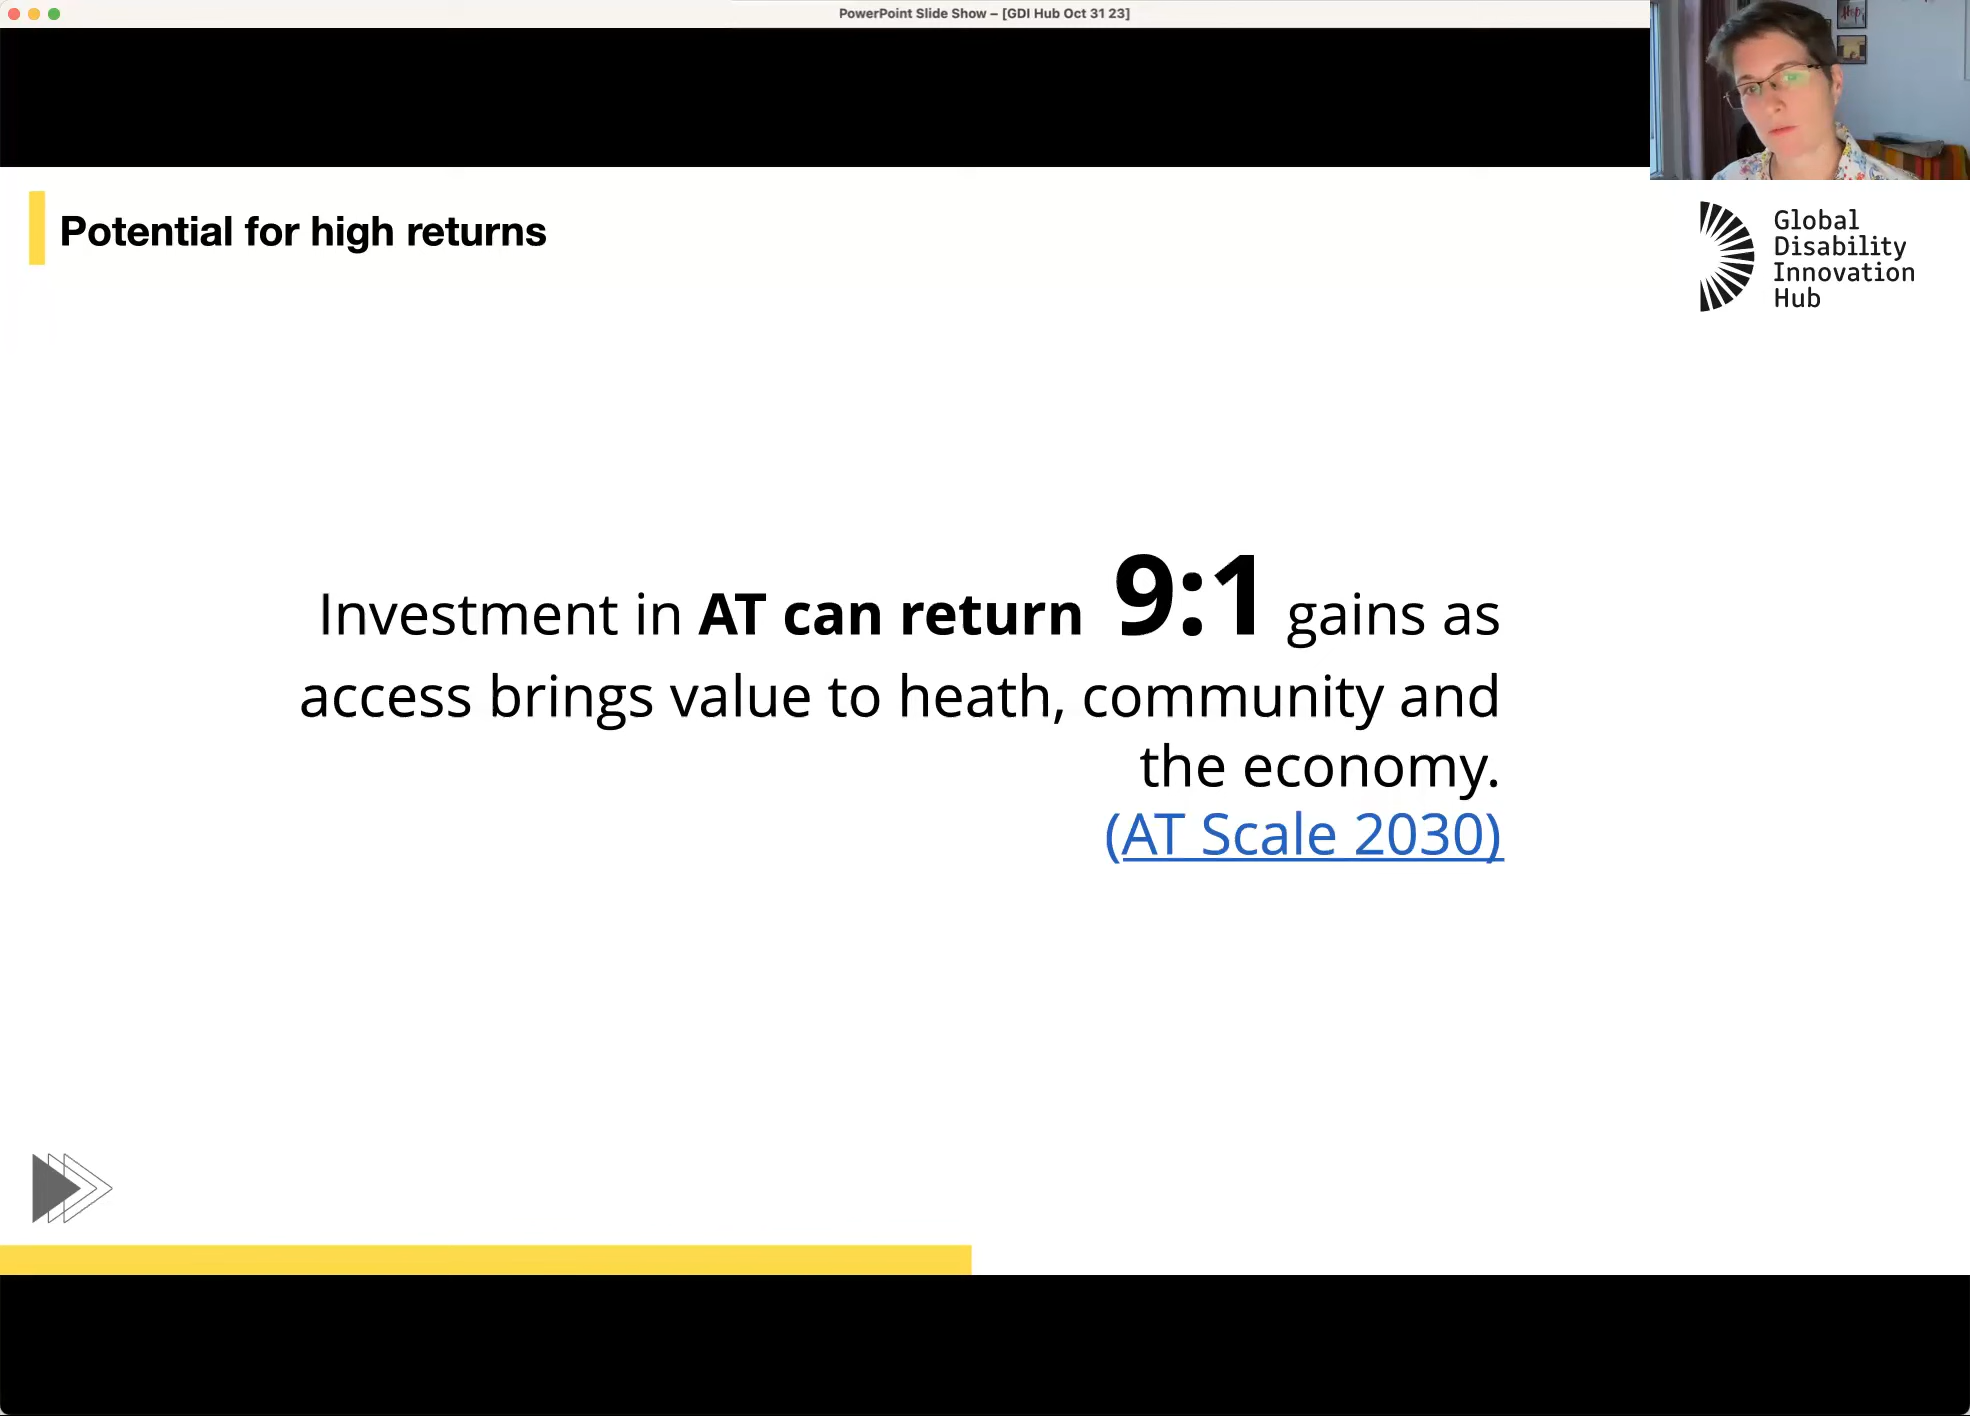 PowerPoint Slide Show – [GDI Hub Oct 31 23]
Potential for high returns
Global
Disability
Innovation
Hub
Investment in AT can return 9:1 gains as
access brings value to heath, community and
the economy.
(AT Scale 2030)